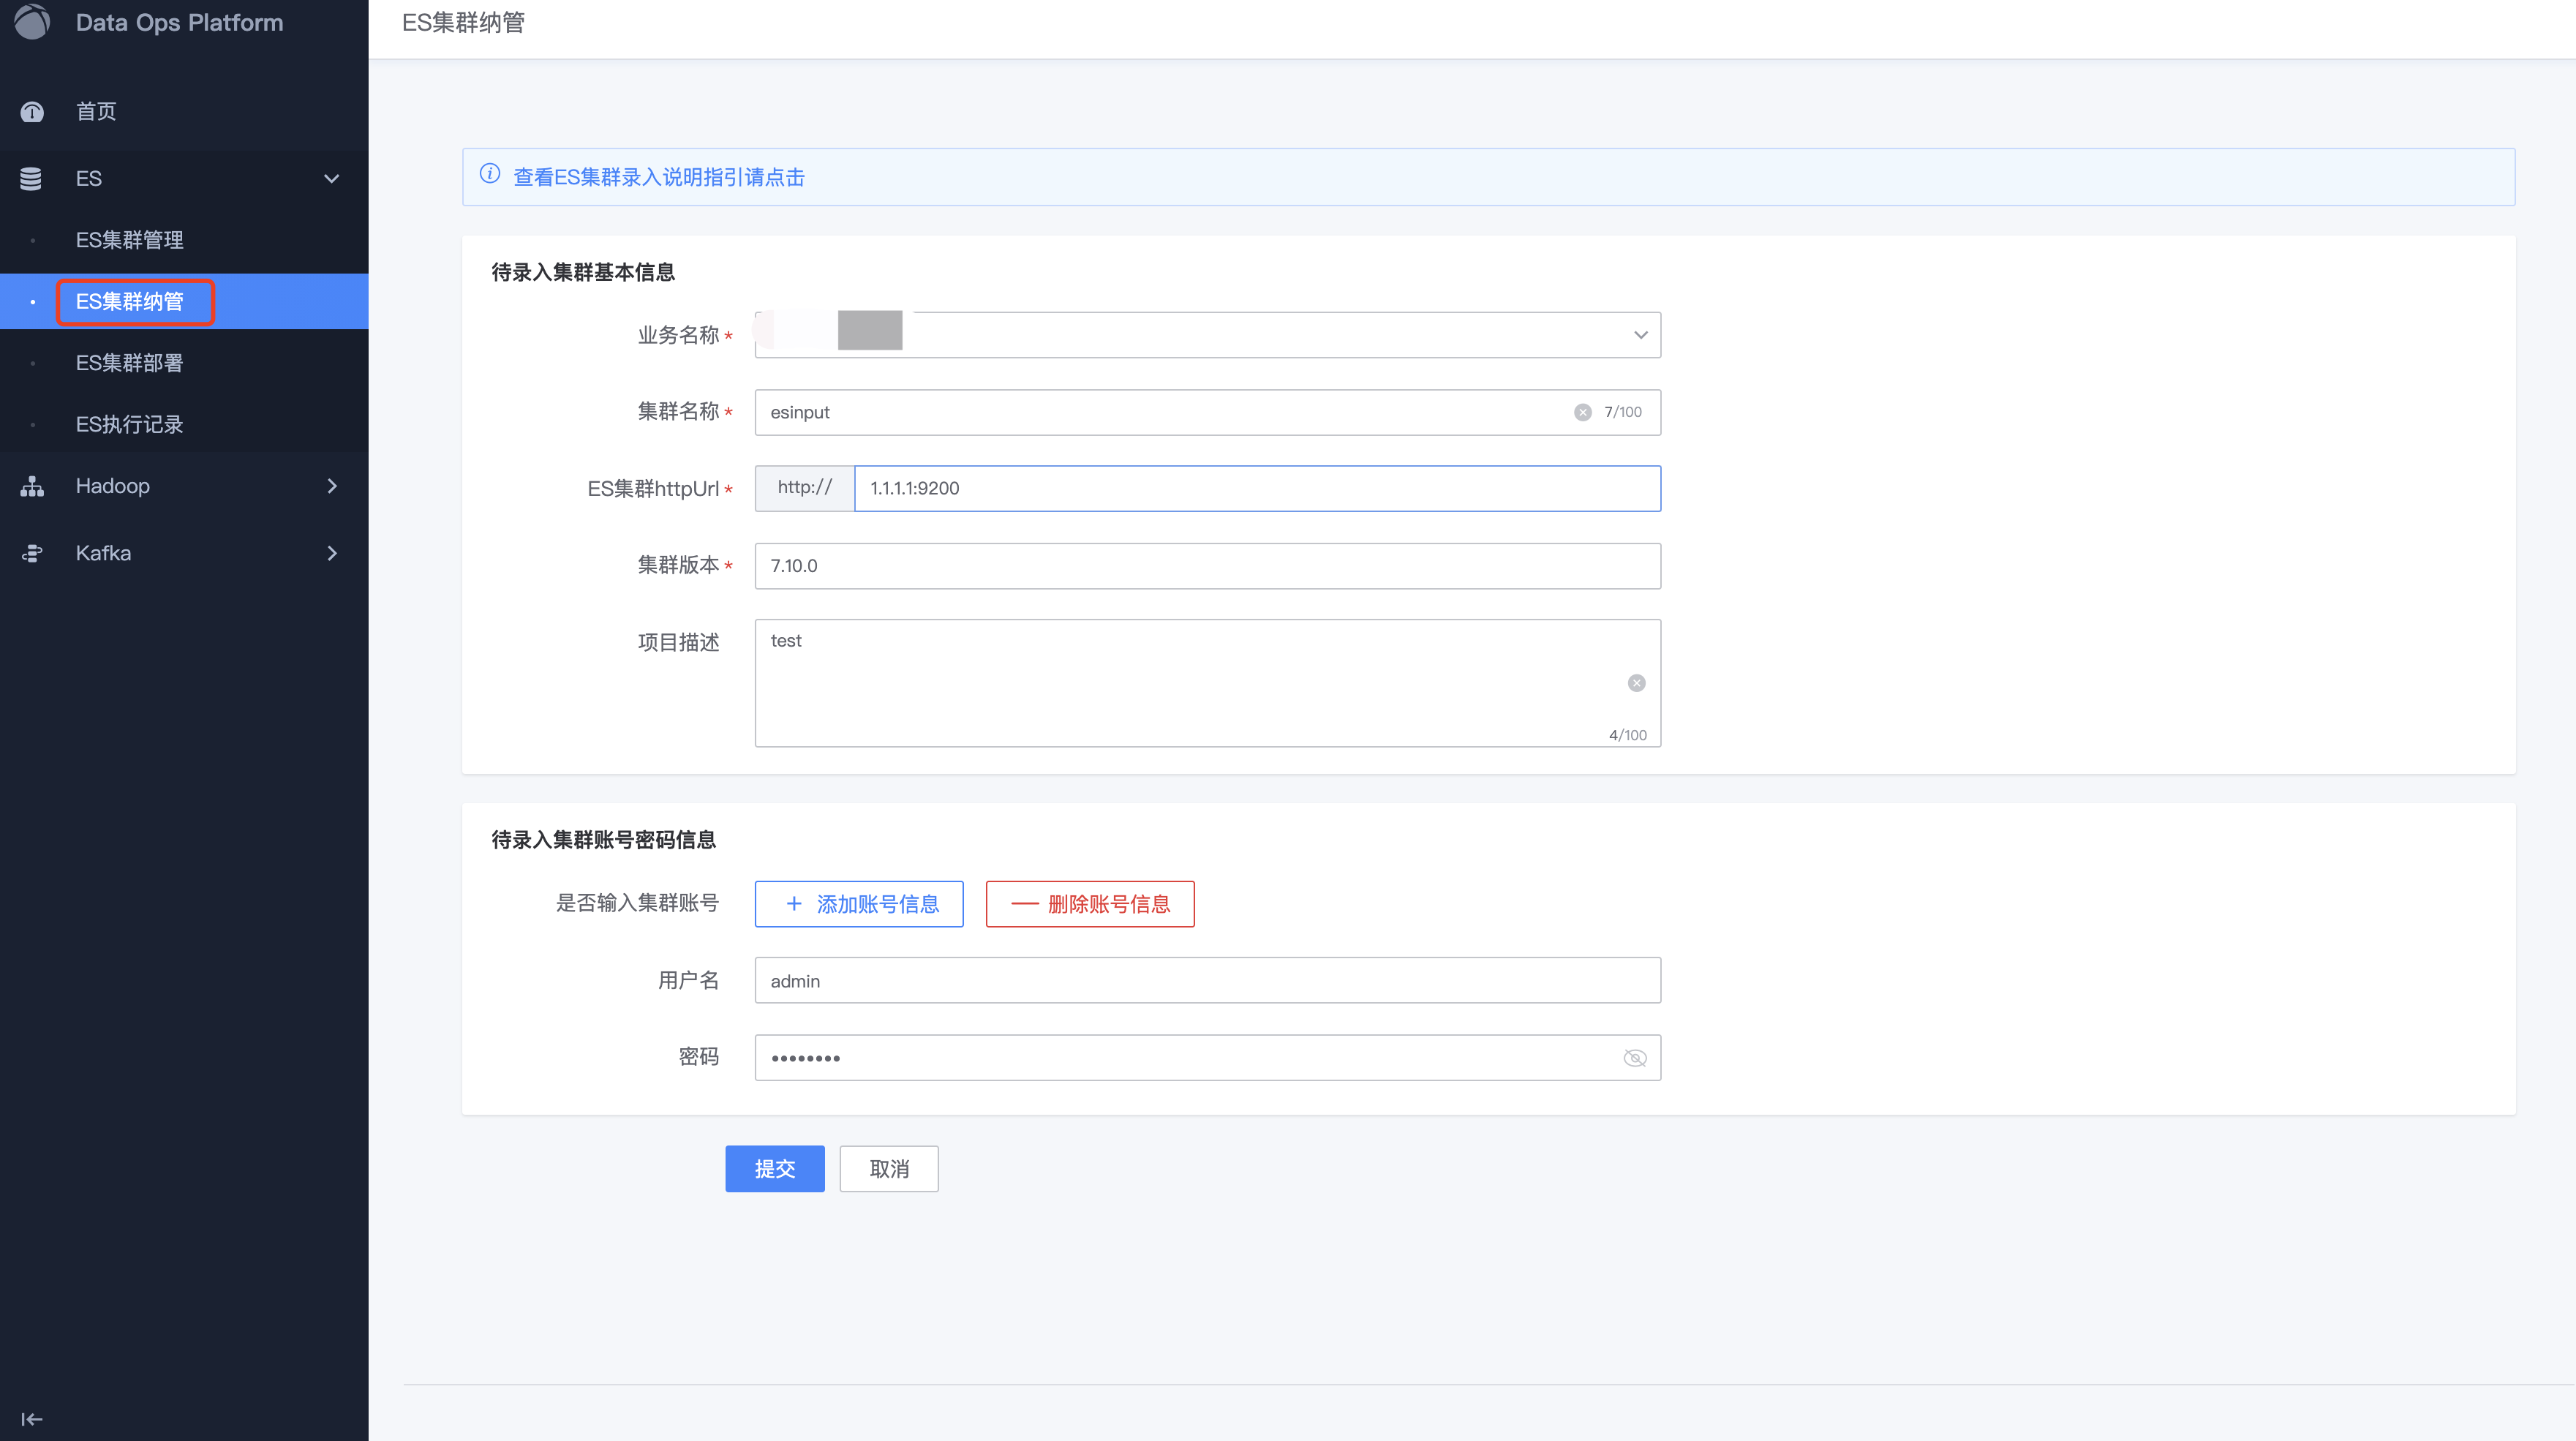 Data Ops Platform
首页
ES
ES集群管理
ES集群纳管
ES集群部署
ES执行记录
Hadoop
Kafka
ES集群纳管
查看ES集群录入说明指引请点击
待录入集群基本信息
业务名称*
集群名称* esinput 7/100
ES集群httpUrl* http:// 1.1.1.1:9200
集群版本* 7.10.0
项目描述 test
4/100
待录入集群账号密码信息
是否输入集群账号 + 添加账号信息 — 删除账号信息
用户名 admin
密码 ••••••••
提交 取消